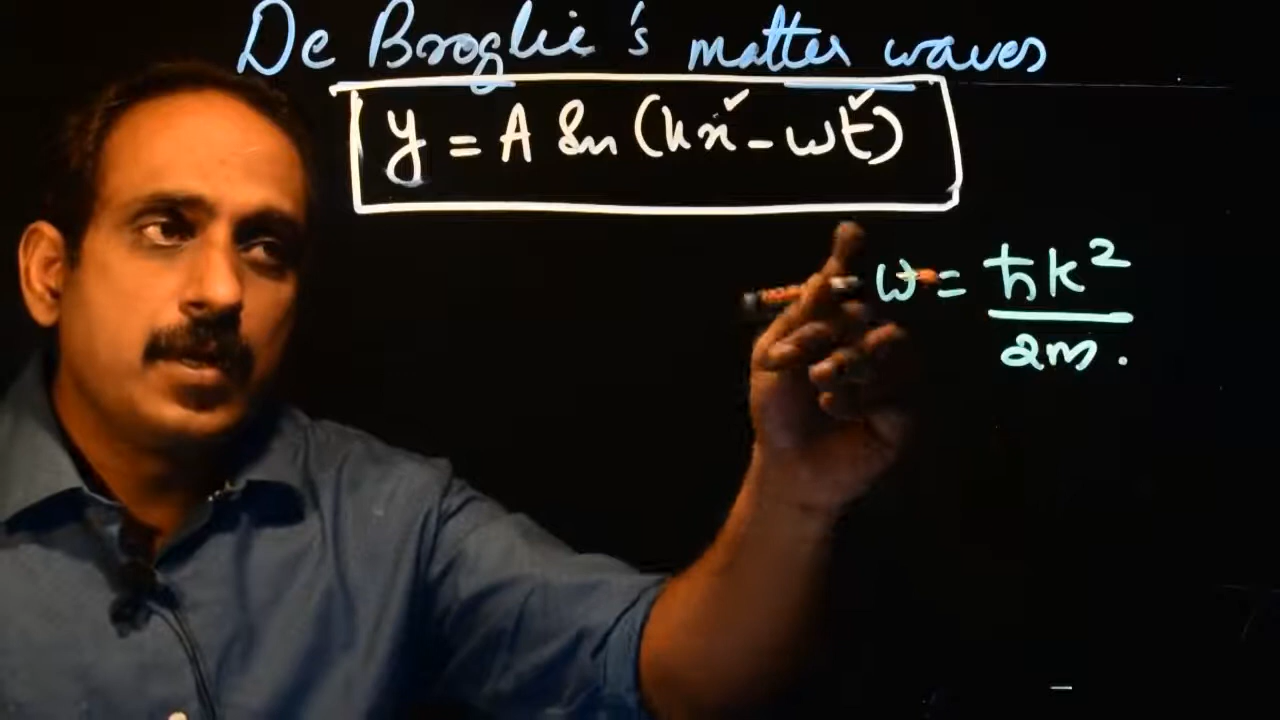 De Broglie's matter waves
y = A Sin (kx - ωt)
ω = ħk²
2m.